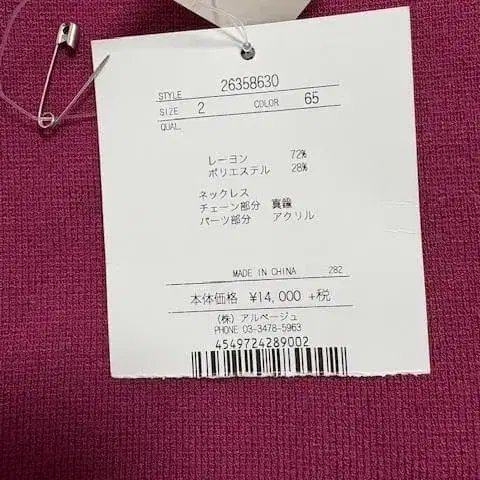 STYLE 26358630
SIZE 2 COLOR 65
QUAL.
レーヨン 72%
ポリエステル 28%
ネックレス
チェーン部分 真鍮
パーツ部分 アクリル
MADE IN CHINA 282
本体価格 ¥14,000 +税
(株) アルページュ
PHONE 03-3478-5963
4549724289002